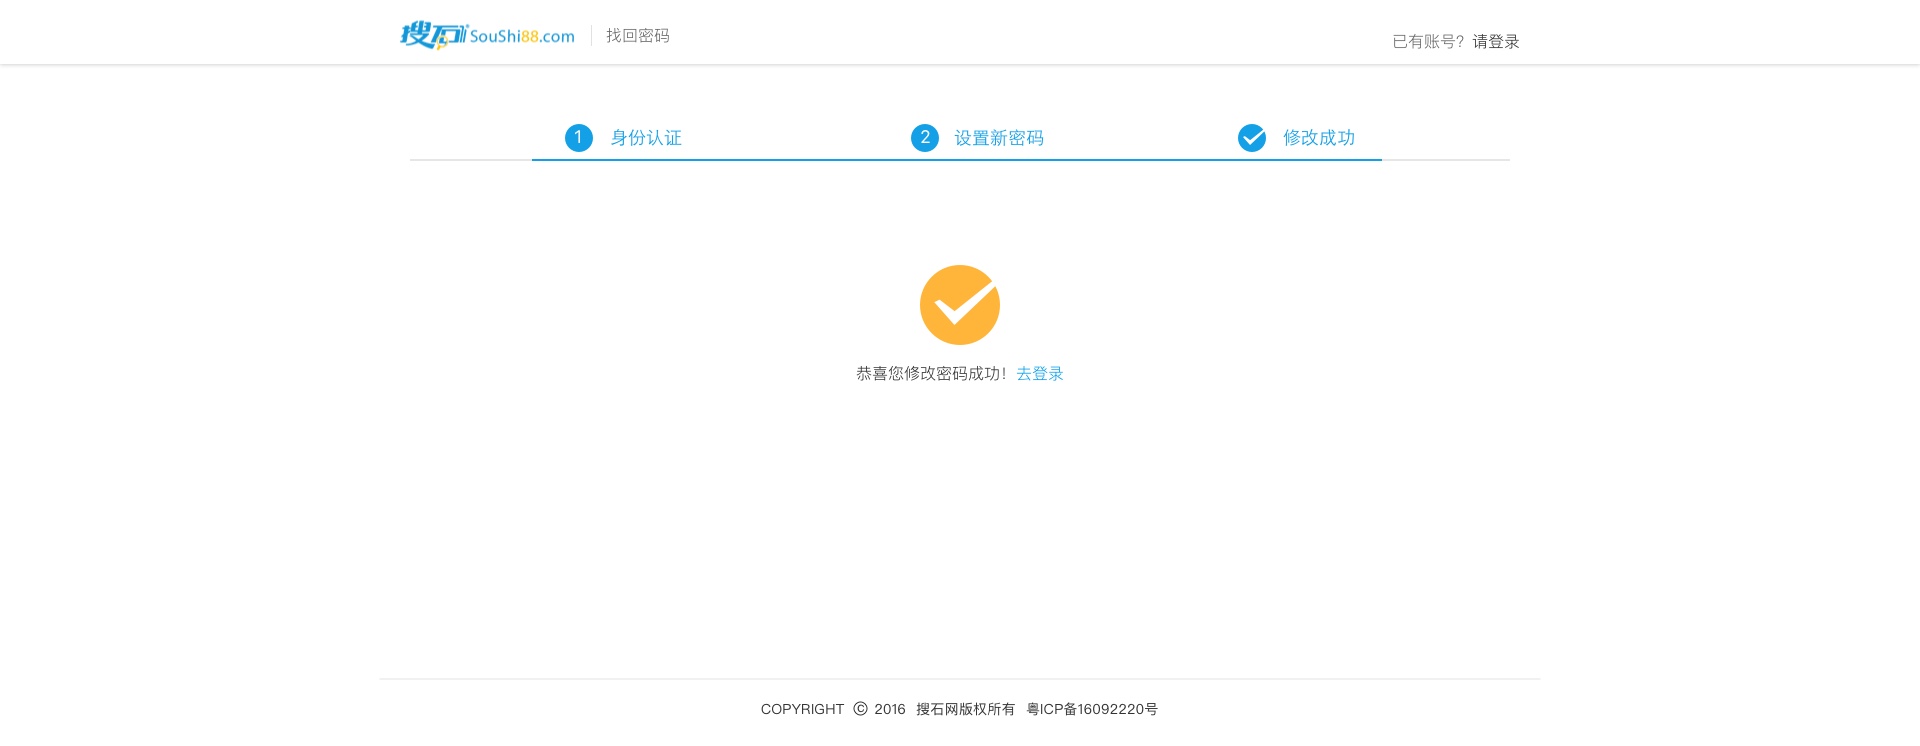 搜石 SouShi88.com 找回密码
已有账号？请登录
1 身份认证
2 设置新密码
修改成功
恭喜您修改密码成功！去登录
COPYRIGHT ⓒ 2016 搜石网版权所有 粤ICP备16092220号